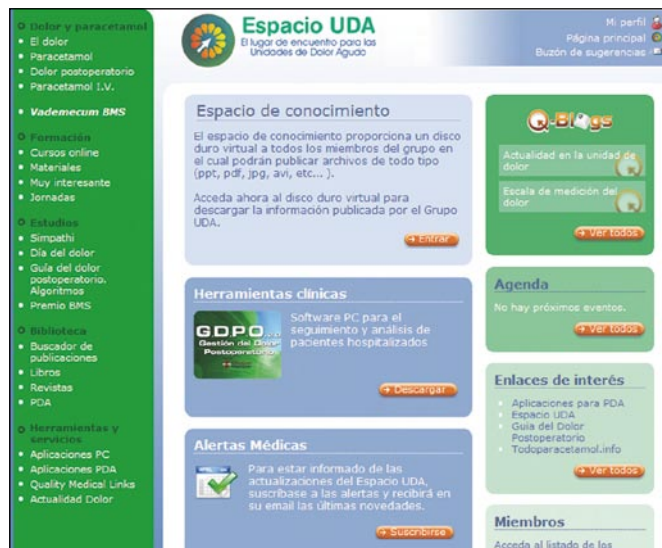 Dolor y paracetamol
El dolor
Paracetamol
Dolor postoperatorio
Paracetamol I.V.
Vademecum BMS
Formación
Cursos online
Materiales
Muy interesante
Jornadas
Estudios
Simpathi
Día del dolor
Guía del dolor
postoperatorio.
Algoritmos
Premio BMS
Biblioteca
Buscador de
publicaciones
Libros
Revistas
PDA
Herramientas y
servicios
Aplicaciones PC
Aplicaciones PDA
Quality Medical Links
Actualidad Dolor
Espacio UDA
El lugar de encuentro para las
Unidades de Dolor Agudo
Mi perfil
Página principal
Buzón de sugerencias
Espacio de conocimiento
El espacio de conocimiento proporciona un disco
duro virtual a todos los miembros del grupo en
el cual podrán publicar archivos de todo tipo
(ppt, pdf, jpg, avi, etc... ).
Acceda ahora al disco duro virtual para
descargar la información publicada por el Grupo
UDA.
Entrar
Herramientas clínicas
GDPO
Gestión del Dolor
Postoperatorio
Software PC para el
seguimiento y análisis de
pacientes hospitalizados
Descargar
Alertas Médicas
Para estar informado de las
actualizaciones del Espacio UDA,
suscríbase a las alertas y recibirá en
su email las últimas novedades.
Suscribirse
Q-Blogs
Actualidad en la unidad de
dolor
Escala de medición del
dolor
Ver todos
Agenda
No hay próximos eventos.
Ver todos
Enlaces de interés
Aplicaciones para PDA
Espacio UDA
Guia del Dolor
Postoperatorio
Todoparacetamol.info
Ver todos
Miembros
Acceda al listado de los